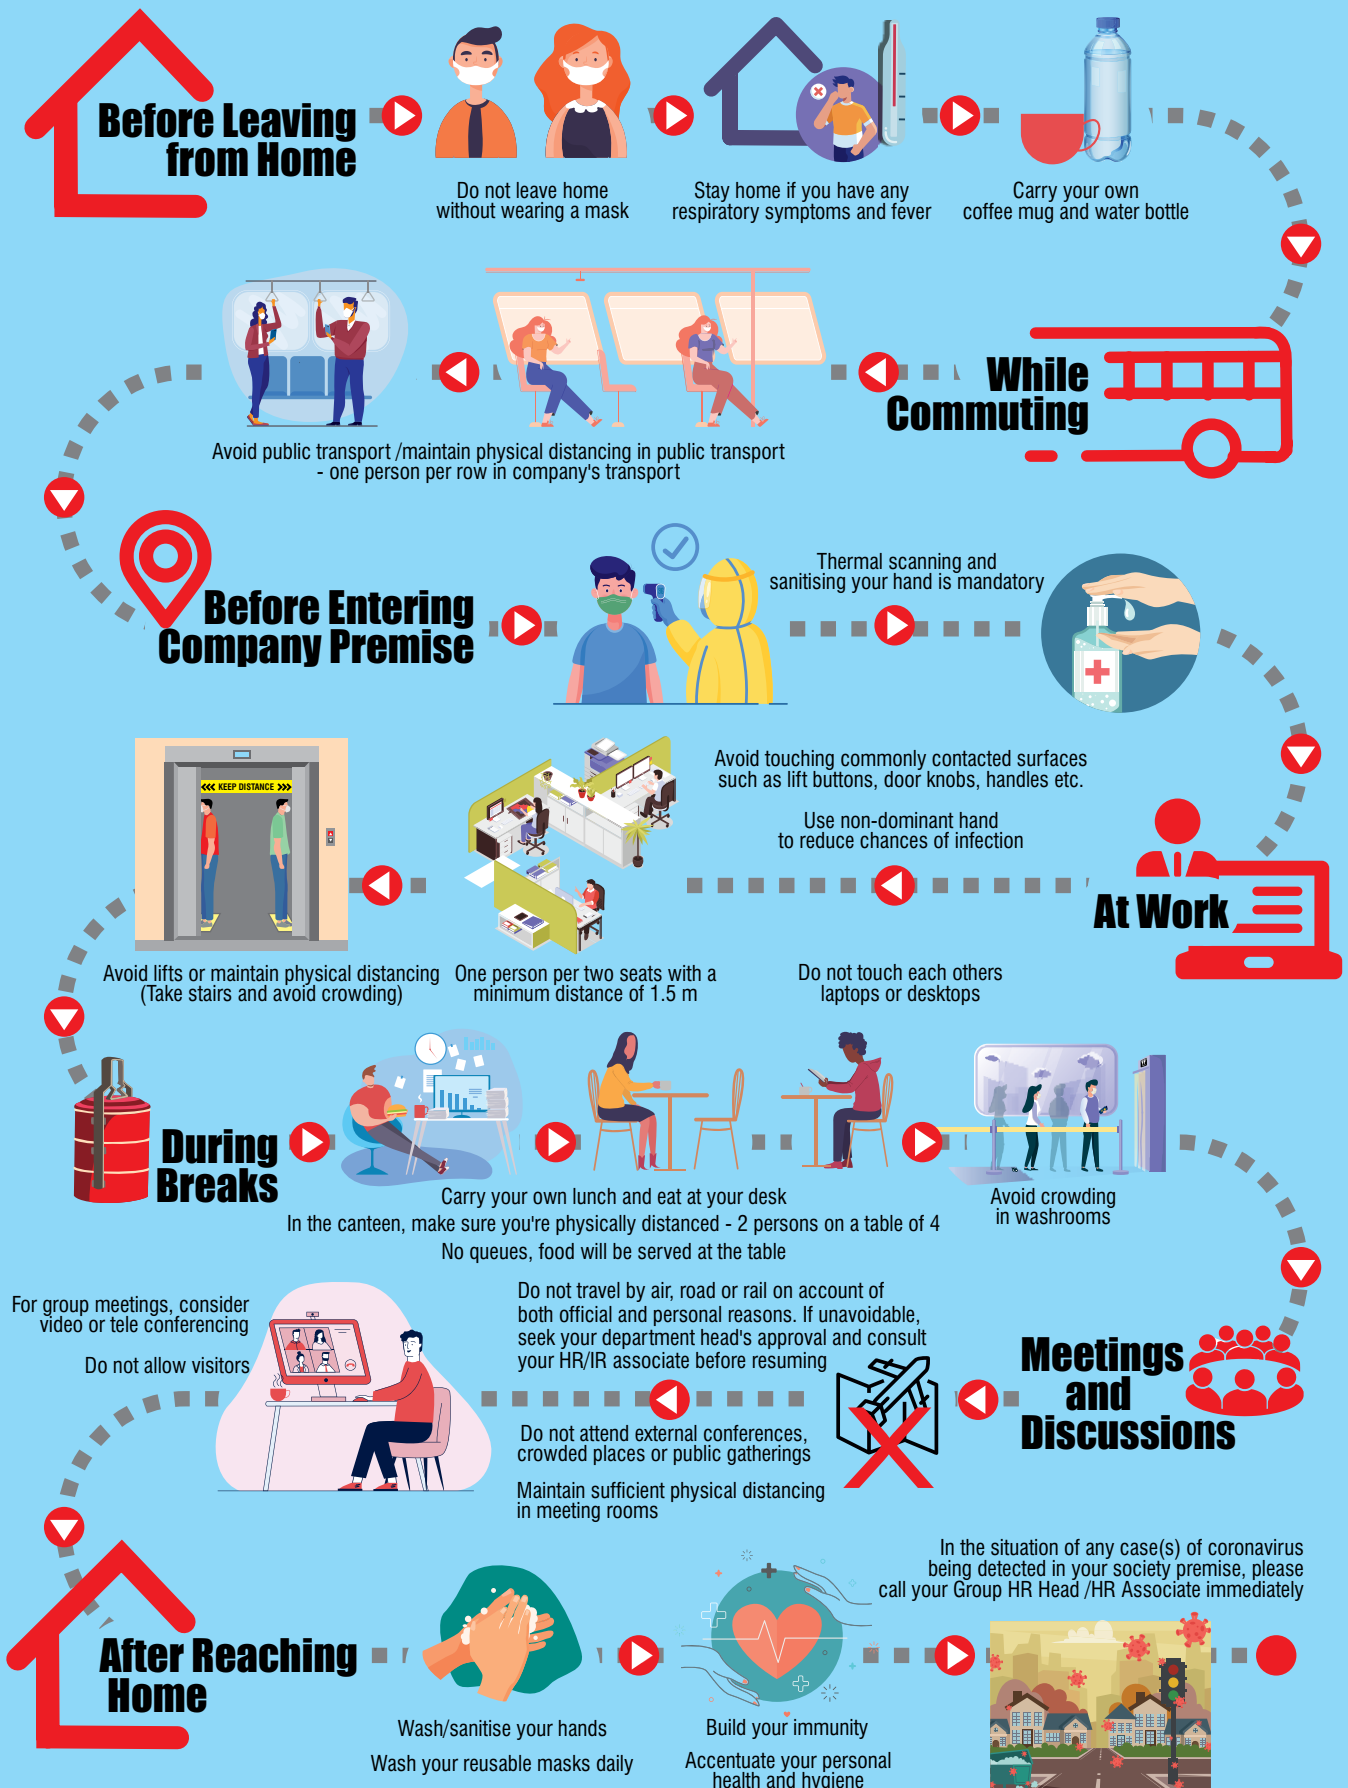 Before Leaving
from Home
Do not leave home
without wearing a mask
Stay home if you have any
respiratory symptoms and fever
Carry your own
coffee mug and water bottle
While
Commuting
Avoid public transport /maintain physical distancing in public transport
- one person per row in company's transport
Before Entering
Company Premise
Thermal scanning and
sanitising your hand is mandatory
At Work
Avoid touching commonly contacted surfaces
such as lift buttons, door knobs, handles etc.
Use non-dominant hand
to reduce chances of infection
Do not touch each others
laptops or desktops
One person per two seats with a
minimum distance of 1.5 m
<<< KEEP DISTANCE >>>
Avoid lifts or maintain physical distancing
(Take stairs and avoid crowding)
During
Breaks
Carry your own lunch and eat at your desk
In the canteen, make sure you're physically distanced - 2 persons on a table of 4
No queues, food will be served at the table
Avoid crowding
in washrooms
Meetings
and
Discussions
Do not travel by air, road or rail on account of
both official and personal reasons. If unavoidable,
seek your department head's approval and consult
your HR/IR associate before resuming
Do not attend external conferences,
crowded places or public gatherings
Maintain sufficient physical distancing
in meeting rooms
For group meetings, consider
video or tele conferencing
Do not allow visitors
After Reaching
Home
Wash/sanitise your hands
Wash your reusable masks daily
Build your immunity
Accentuate your personal
health and hygiene
In the situation of any case(s) of coronavirus
being detected in your society premise, please
call your Group HR Head /HR Associate immediately